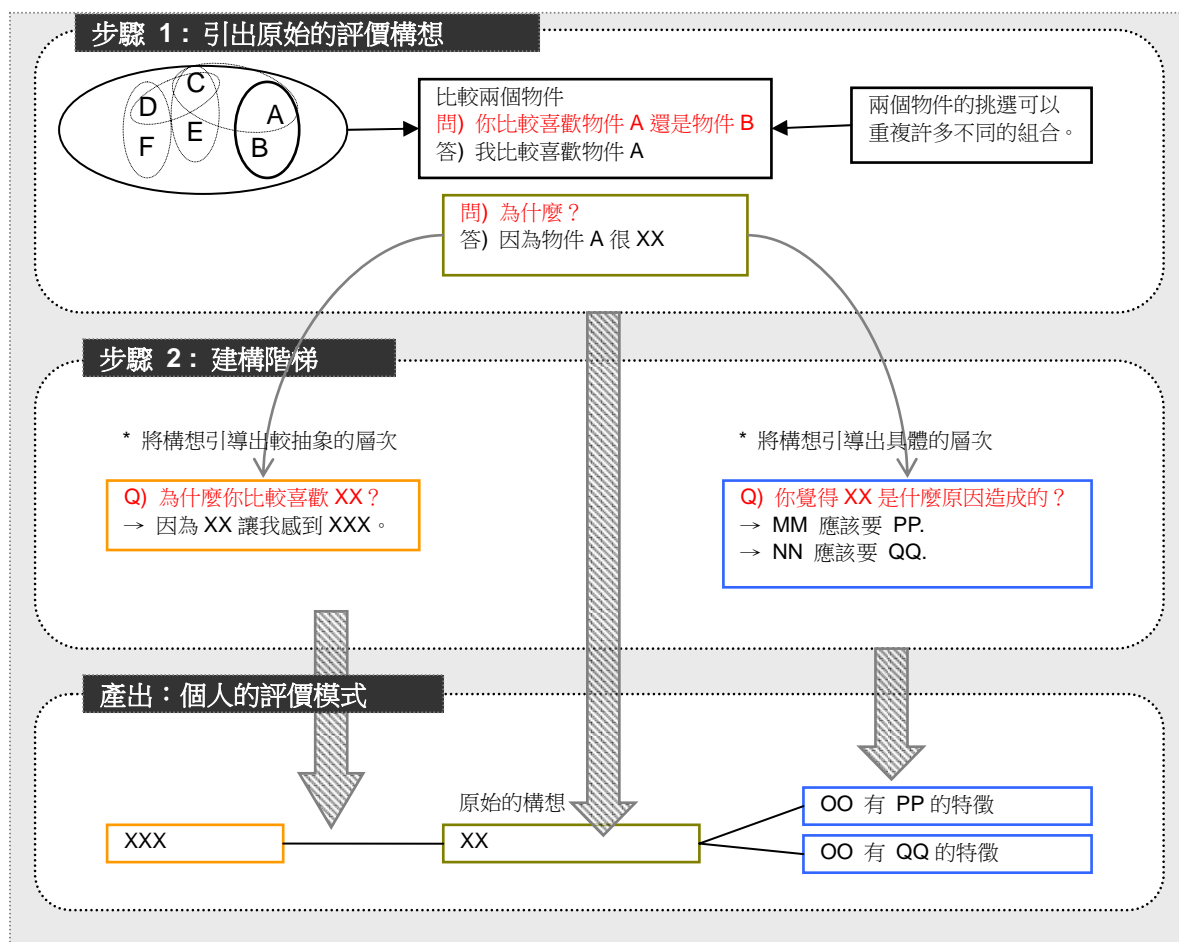 步驟 1：引出原始的評價構想
C
D
A
F
E
B
比較兩個物件
問) 你比較喜歡物件 A 還是物件 B
答) 我比較喜歡物件 A
兩個物件的挑選可以
重複許多不同的組合。
問) 為什麼？
答) 因為物件 A 很 XX
步驟 2：建構階梯
* 將構想引導出較抽象的層次
* 將構想引導出具體的層次
Q) 為什麼你比較喜歡 XX？
→ 因為 XX 讓我感到 XXX。
Q) 你覺得 XX 是什麼原因造成的？
→ MM 應該要 PP.
→ NN 應該要 QQ.
產出：個人的評價模式
原始的構想
XXX
XX
OO 有 PP 的特徵
OO 有 QQ 的特徵